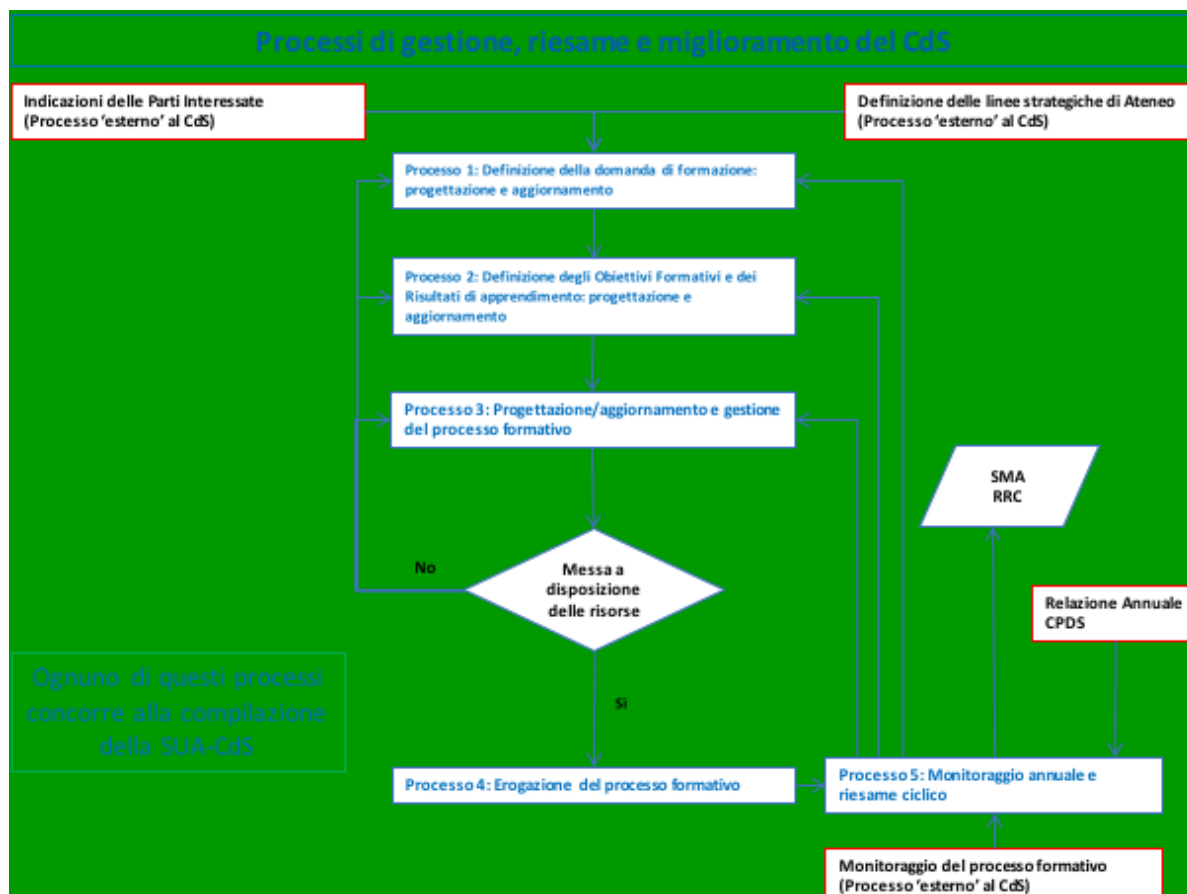 Processi di gestione, riesame e miglioramento del CdS
Indicazioni delle Parti Interessate
(Processo ‘esterno’ al CdS)
Definizione delle linee strategiche di Ateneo
(Processo ‘esterno’ al CdS)
Processo 1: Definizione della domanda di formazione:
progettazione e aggiornamento
Processo 2: Definizione degli Obiettivi Formativi e dei
Risultati di apprendimento: progettazione e
aggiornamento
Processo 3: Progettazione/aggiornamento e gestione
del processo formativo
SMA
RRC
No
Messa a
disposizione
delle risorse
Relazione Annuale
CPDS
Ognuno di questi processi
concorre alla compilazione
della SUA-CdS
Si
Processo 4: Erogazione del processo formativo
Processo 5: Monitoraggio annuale e
riesame ciclico
Monitoraggio del processo formativo
(Processo ‘esterno’ al CdS)